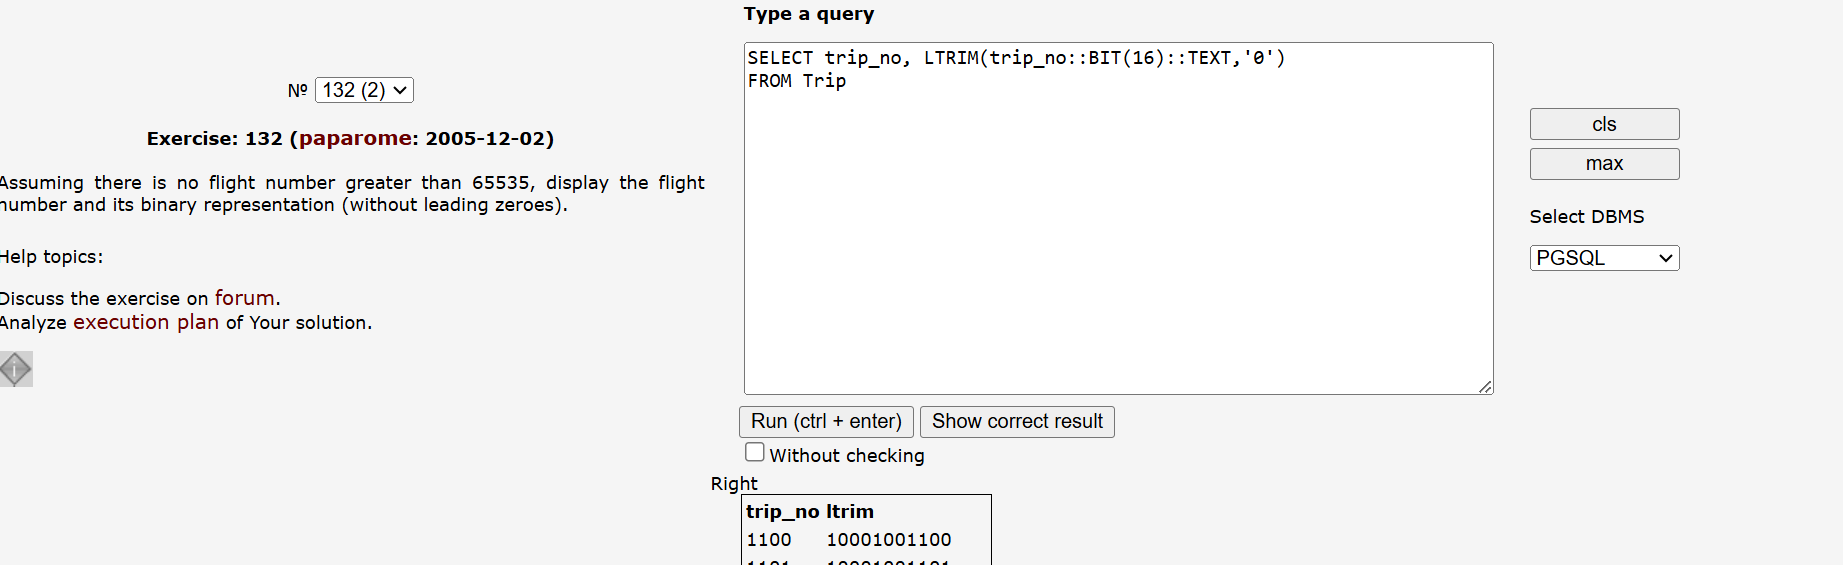 Type a query
SELECT trip_no, LTRIM(trip_no::BIT(16)::TEXT,'0')
FROM Trip
№ 132 (2)
Exercise: 132 (paparome: 2005-12-02)
Assuming there is no flight number greater than 65535, display the flight
number and its binary representation (without leading zeroes).
Help topics:
Discuss the exercise on forum.
Analyze execution plan of Your solution.
cls
max
Select DBMS
PGSQL
Run (ctrl + enter) Show correct result
Without checking
Right
trip_no ltrim
1100 10001001100